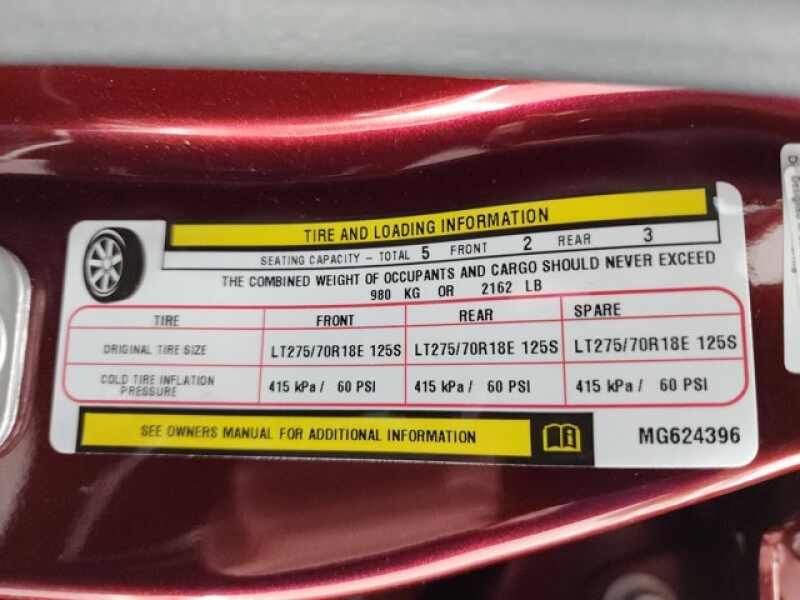 TIRE AND LOADING INFORMATION
SEATING CAPACITY – TOTAL 5 FRONT 2 REAR 3
THE COMBINED WEIGHT OF OCCUPANTS AND CARGO SHOULD NEVER EXCEED
980 KG OR 2162 LB
TIRE FRONT REAR SPARE
ORIGINAL TIRE SIZE LT275/70R18E 125S LT275/70R18E 125S LT275/70R18E 125S
COLD TIRE INFLATION
PRESSURE 415 kPa / 60 PSI 415 kPa / 60 PSI 415 kPa / 60 PSI
SEE OWNERS MANUAL FOR ADDITIONAL INFORMATION
MG624396